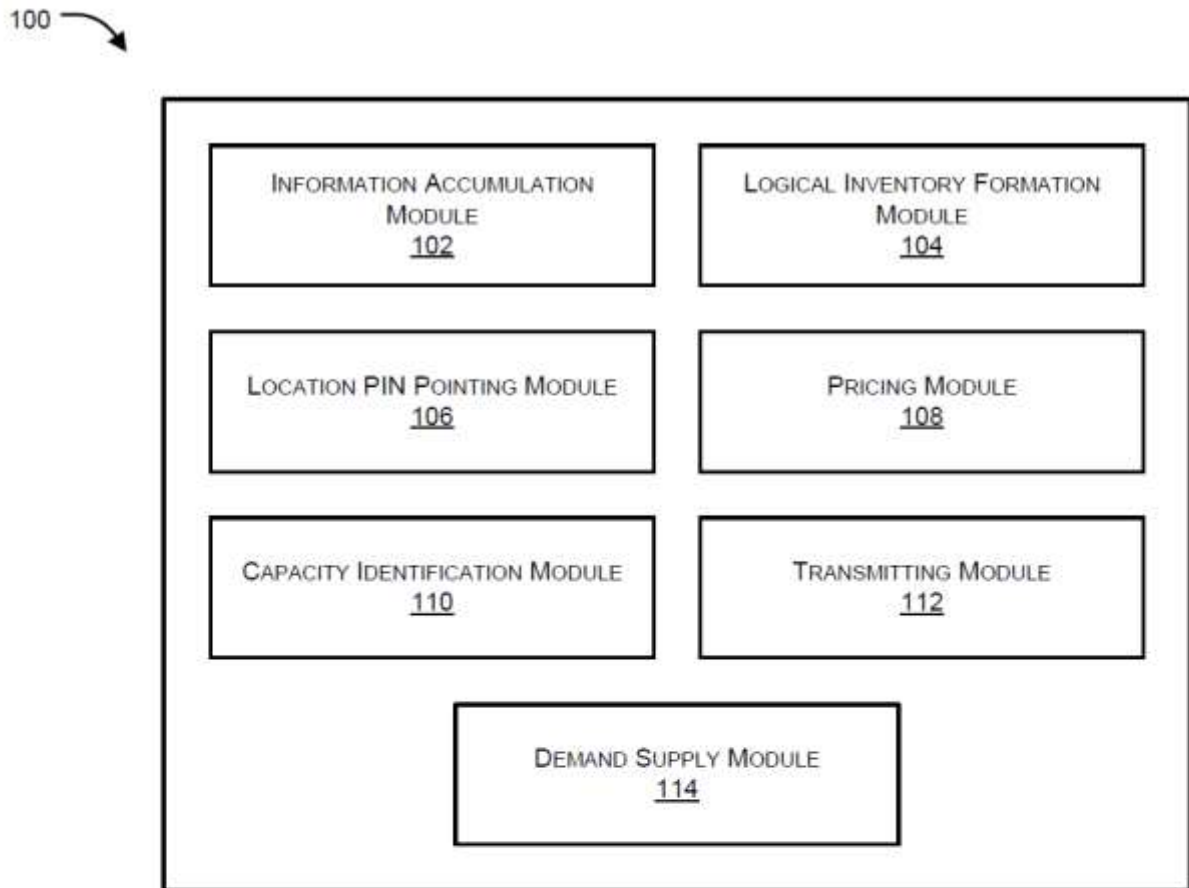 100
INFORMATION ACCUMULATION
MODULE
102
LOGICAL INVENTORY FORMATION
MODULE
104
LOCATION PIN POINTING MODULE
106
PRICING MODULE
108
CAPACITY IDENTIFICATION MODULE
110
TRANSMITTING MODULE
112
DEMAND SUPPLY MODULE
114